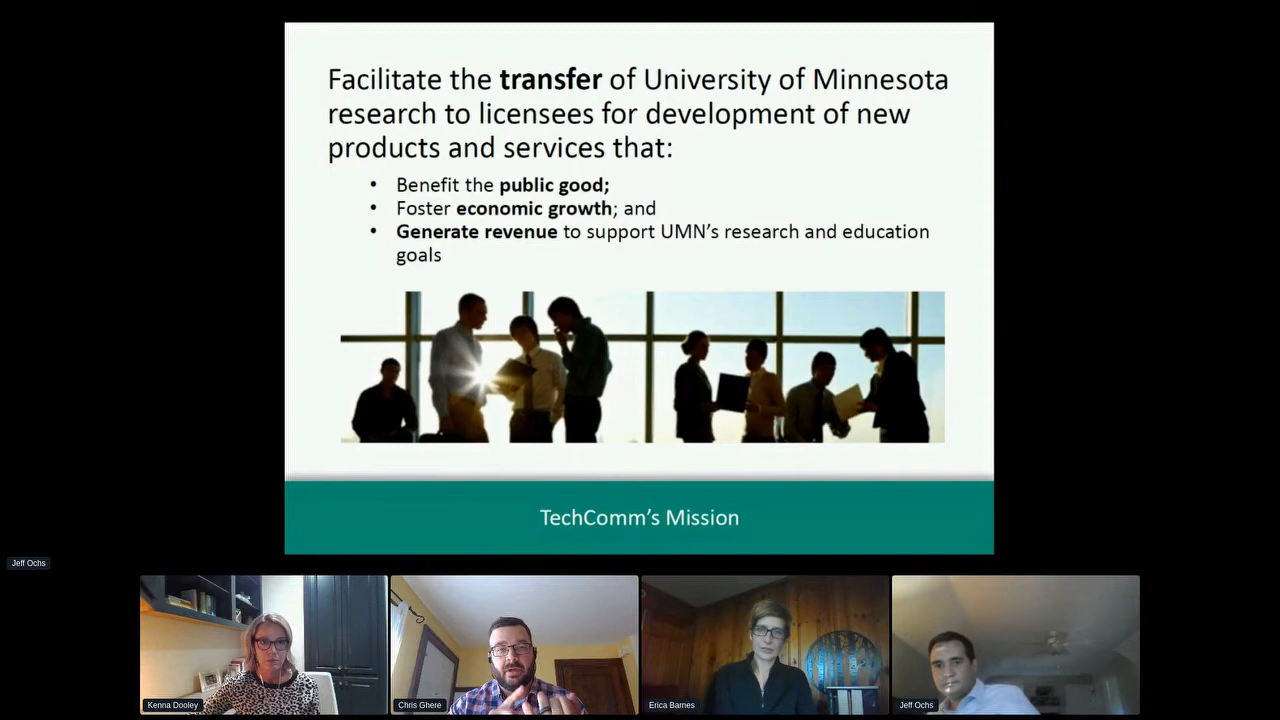 Facilitate the transfer of University of Minnesota
research to licensees for development of new
products and services that:
• Benefit the public good;
• Foster economic growth; and
• Generate revenue to support UMN's research and education
goals
TechComm's Mission
Jeff Ochs
Kenna Dooley
Chris Ghere
Erica Barnes
Jeff Ochs